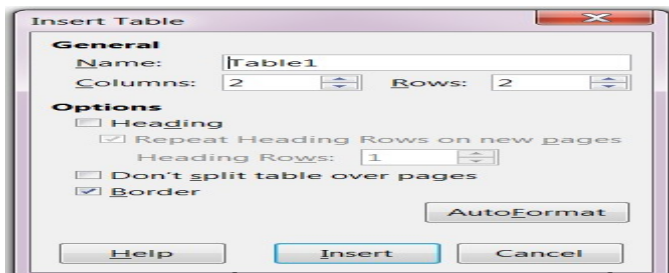 Insert Table
General
Name: Table1
Columns: 2 Rows: 2
Options
Heading
Repeat Heading Rows on new pages
Heading Rows: 1
Don't split table over pages
Border
AutoFormat
Help Insert Cancel